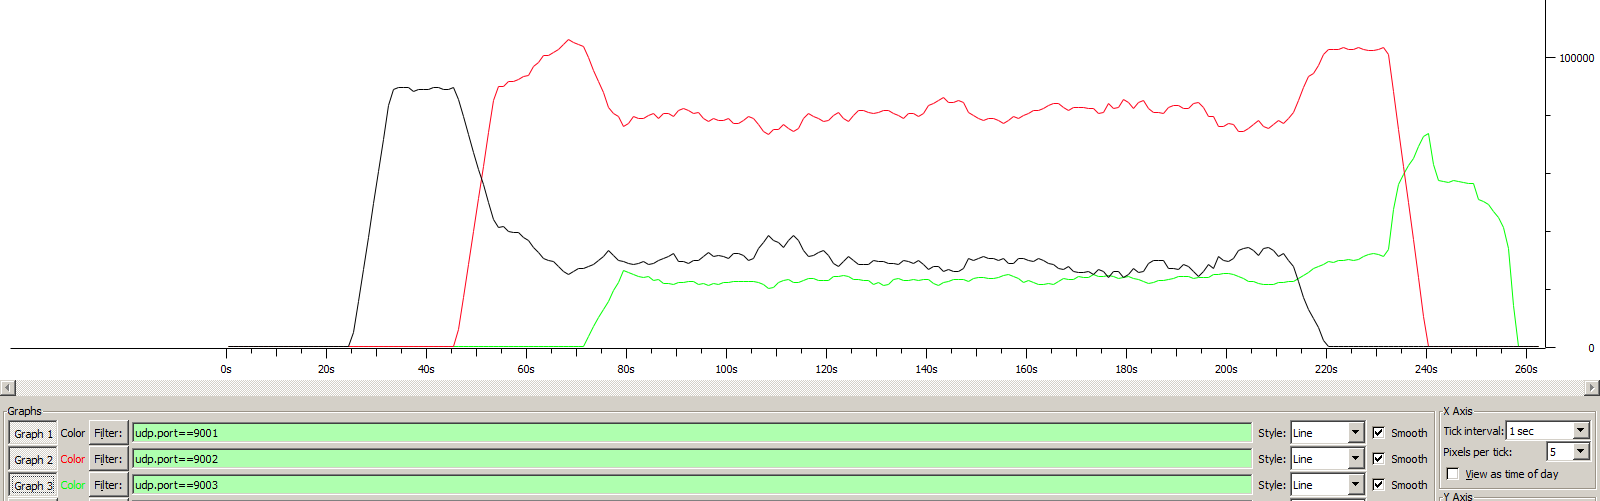 100000
0
0s 20s 40s 60s 80s 100s 120s 140s 160s 180s 200s 220s 240s 260s
Graphs
Graph 1 Color Filter: udp.port==9001 Style: Line Smooth
Graph 2 Color Filter: udp.port==9002 Style: Line Smooth
Graph 3 Color Filter: udp.port==9003 Style: Line Smooth
X Axis
Tick interval: 1 sec
Pixels per tick: 5
View as time of day
Y Axis